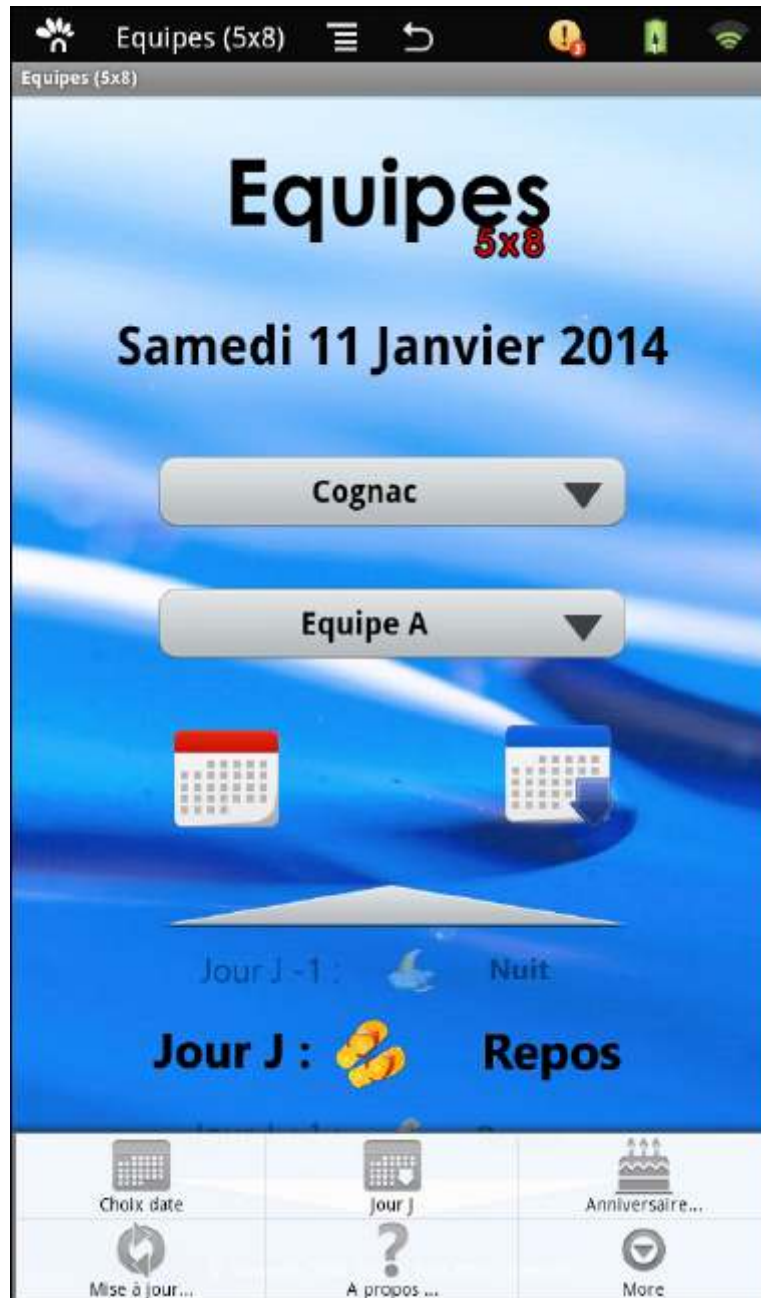 Equipes (5x8)
3
Equipes (5x8)
Equipes
5x8
Samedi 11 Janvier 2014
Cognac
Equipe A
Jour J -1 : Nuit
Jour J : Repos
Choix date Jour J Anniversaire...
Mise à jour... A propos ... More